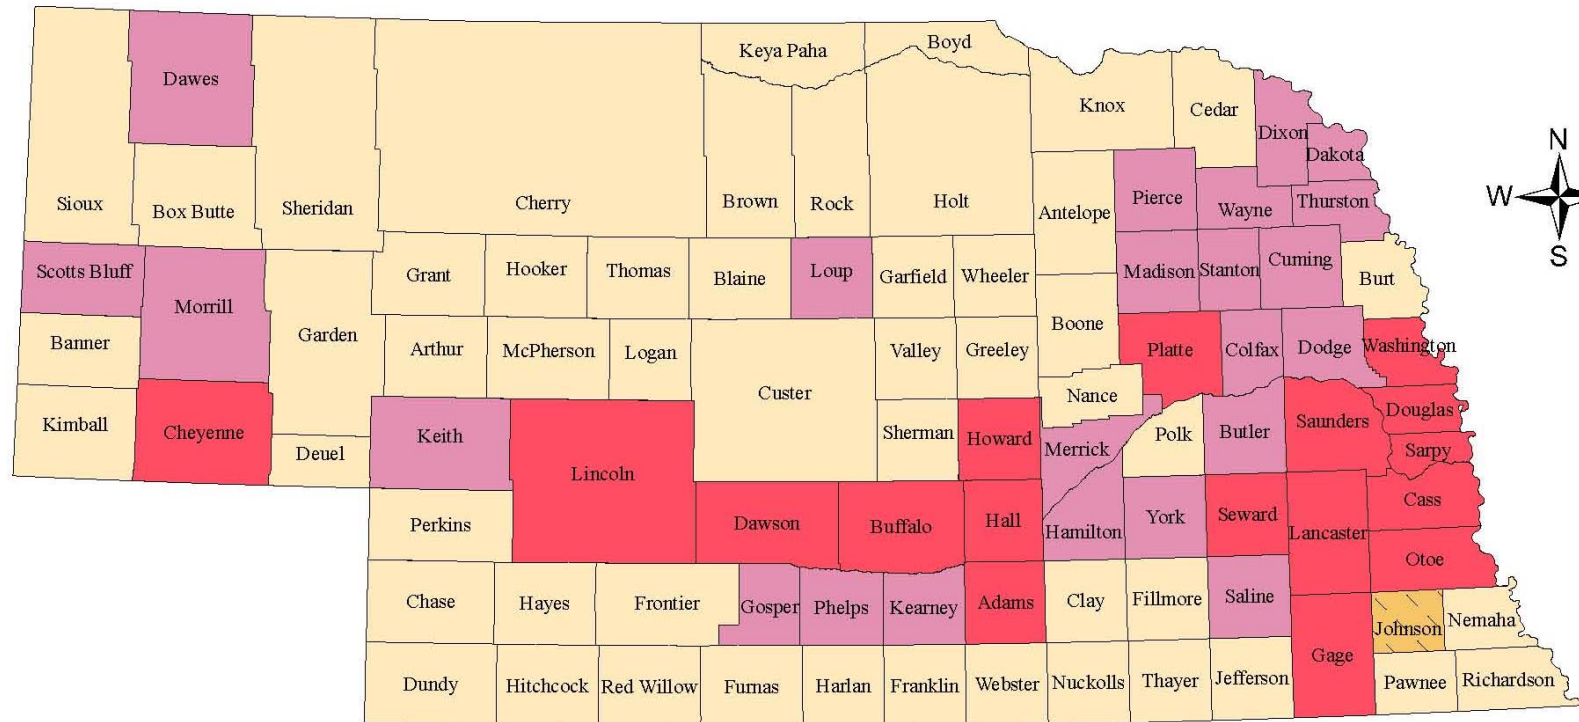 Keya Paha
Boyd
Dawes
Knox
Cedar
Dixon
Dakota
Sioux
Box Butte
Sheridan
Cherry
Brown
Rock
Holt
Antelope
Pierce
Wayne
Thurston
N
W
S
Scotts Bluff
Morrill
Grant
Hooker
Thomas
Blaine
Loup
Garfield
Wheeler
Madison
Stanton
Cuming
Burt
Banner
Garden
Arthur
McPherson
Logan
Custer
Valley
Greeley
Boone
Platte
Colfax
Dodge
Washington
Kimball
Cheyenne
Deuel
Keith
Lincoln
Sherman
Howard
Nance
Merrick
Polk
Butler
Saunders
Douglas
Sarpy
Perkins
Dawson
Buffalo
Hall
Hamilton
York
Seward
Lancaster
Cass
Otoe
Chase
Hayes
Frontier
Gosper
Phelps
Kearney
Adams
Clay
Fillmore
Saline
Gage
Johnson
Nemaha
Dundy
Hitchcock
Red Willow
Furnas
Harlan
Franklin
Webster
Nuckolls
Thayer
Jefferson
Pawnee
Richardson